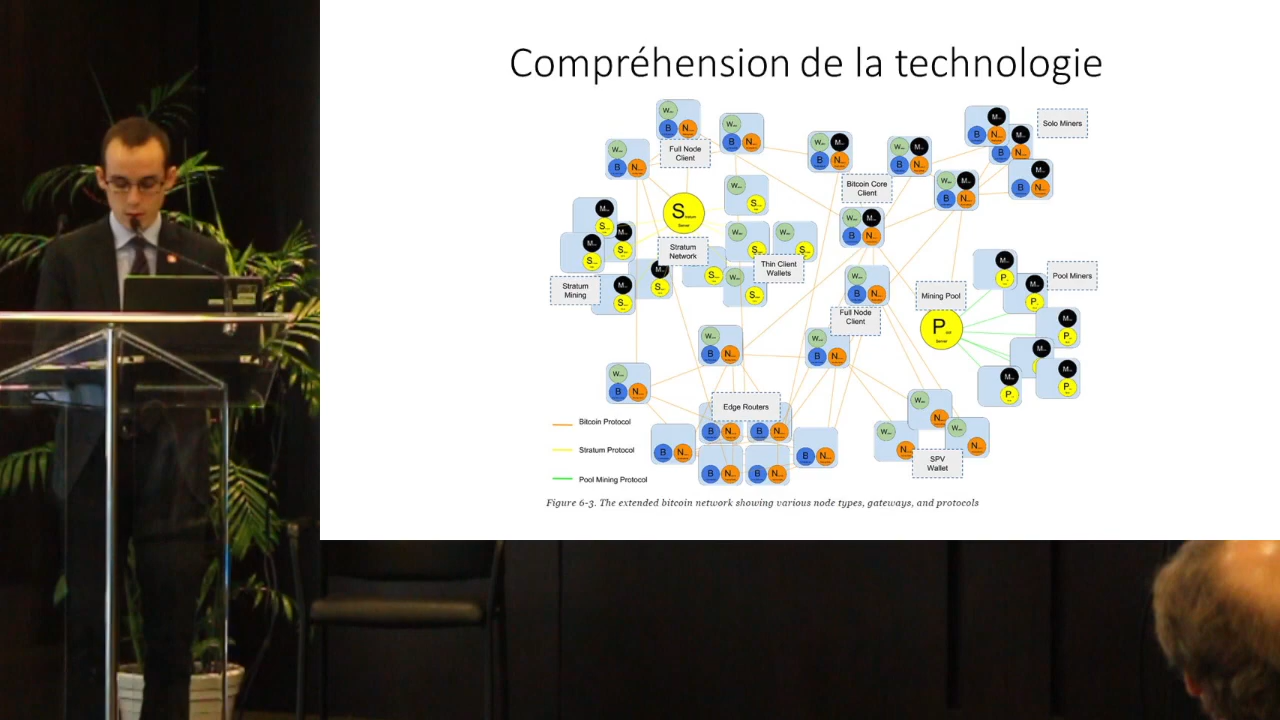 Compréhension de la technologie
Full Node
Client
Solo Miners
Bitcoin Core
Client
Stratum
Network
Thin Client
Wallets
Stratum
Mining
Mining Pool
Pool Miners
Full Node
Client
Edge Routers
SPV
Wallet
Bitcoin Protocol
Stratum Protocol
Pool Mining Protocol
Figure 6-3. The extended bitcoin network showing various node types, gateways, and protocols